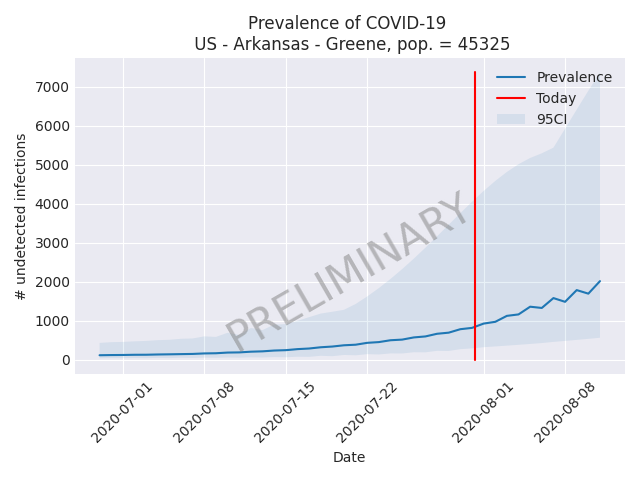 Prevalence of COVID-19
US - Arkansas - Greene, pop. = 45325
Prevalence
Today
95CI
7000
6000
5000
4000
3000
2000
1000
0
# undetected infections
PRELIMINARY
2020-07-01
2020-07-08
2020-07-15
2020-07-22
2020-08-01
2020-08-08
Date